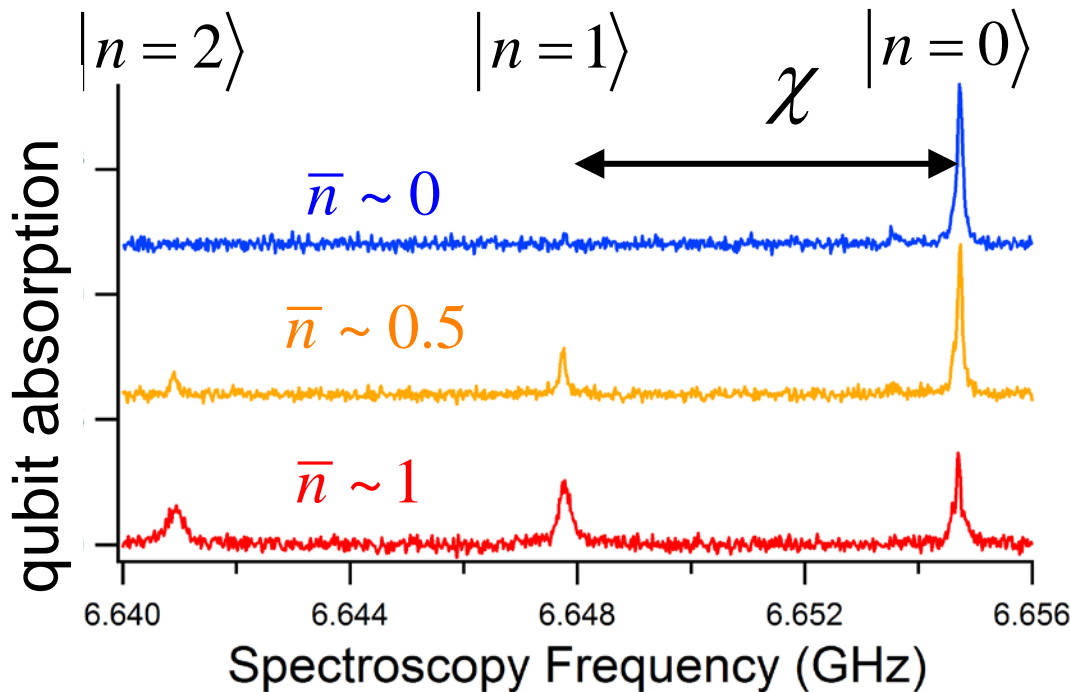 |n = 2⟩ |n = 1⟩ |n = 0⟩
χ
n̅ ~ 0
n̅ ~ 0.5
n̅ ~ 1
qubit absorption
6.640 6.644 6.648 6.652 6.656
Spectroscopy Frequency (GHz)